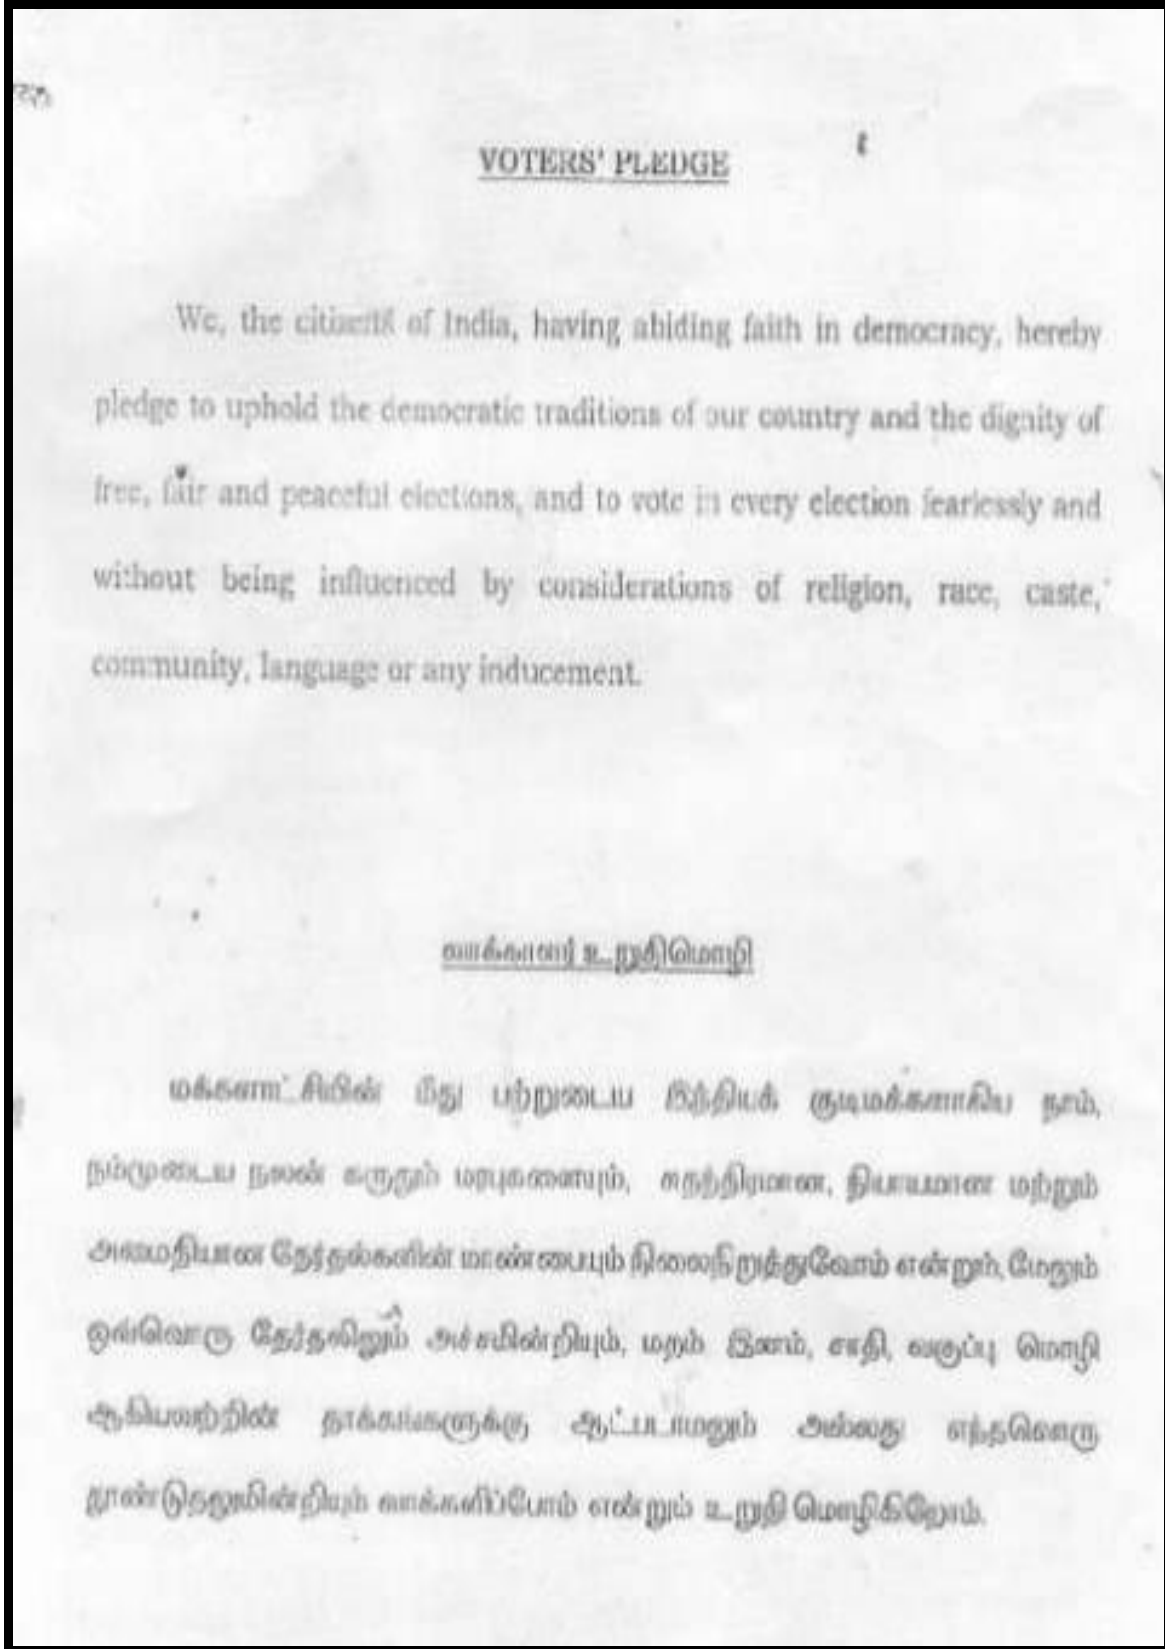 VOTERS' PLEDGE
We, the citizens of India, having abiding faith in democracy, hereby
pledge to uphold the democratic traditions of our country and the dignity of
free, fair and peaceful elections, and to vote in every election fearlessly and
without being influenced by considerations of religion, race, caste,
community, language or any inducement.
வாக்காளர் உறுதிமொழி
மக்களாட்சியின் மீது பற்றுடைய இந்தியக் குடிமக்களாகிய நாம்,
நம்முடைய நலன் கருதும் மரபுகளையும், சுதந்திரமான, நியாயமான மற்றும்
அமைதியான தேர்தல்களின் மாண்பையும் நிலைநிறுத்துவோம் என்றும், மேலும்
ஒவ்வொரு தேர்தலிலும் அச்சமின்றியும், மதம் இனம், சாதி, வகுப்பு மொழி
ஆகியவற்றின் தாக்கங்களுக்கு ஆட்படாமலும் அல்லது எந்தவொரு
தூண்டுதலுமின்றியும் வாக்களிப்போம் என்றும் உறுதி மொழிகிறோம்.